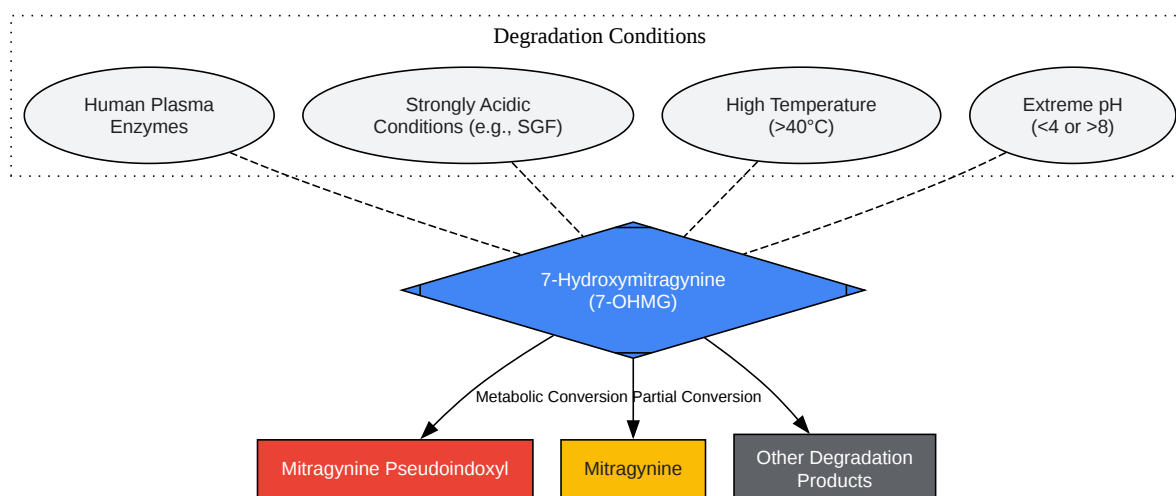 Degradation Conditions
Human Plasma
Enzymes
Strongly Acidic
Conditions (e.g., SGF)
High Temperature
(>40°C)
Extreme pH
(<4 or >8)
7-Hydroxymitragynine
(7-OHMG)
Metabolic Conversion
Partial Conversion
Mitragynine Pseudoindoxyl
Mitragynine
Other Degradation
Products